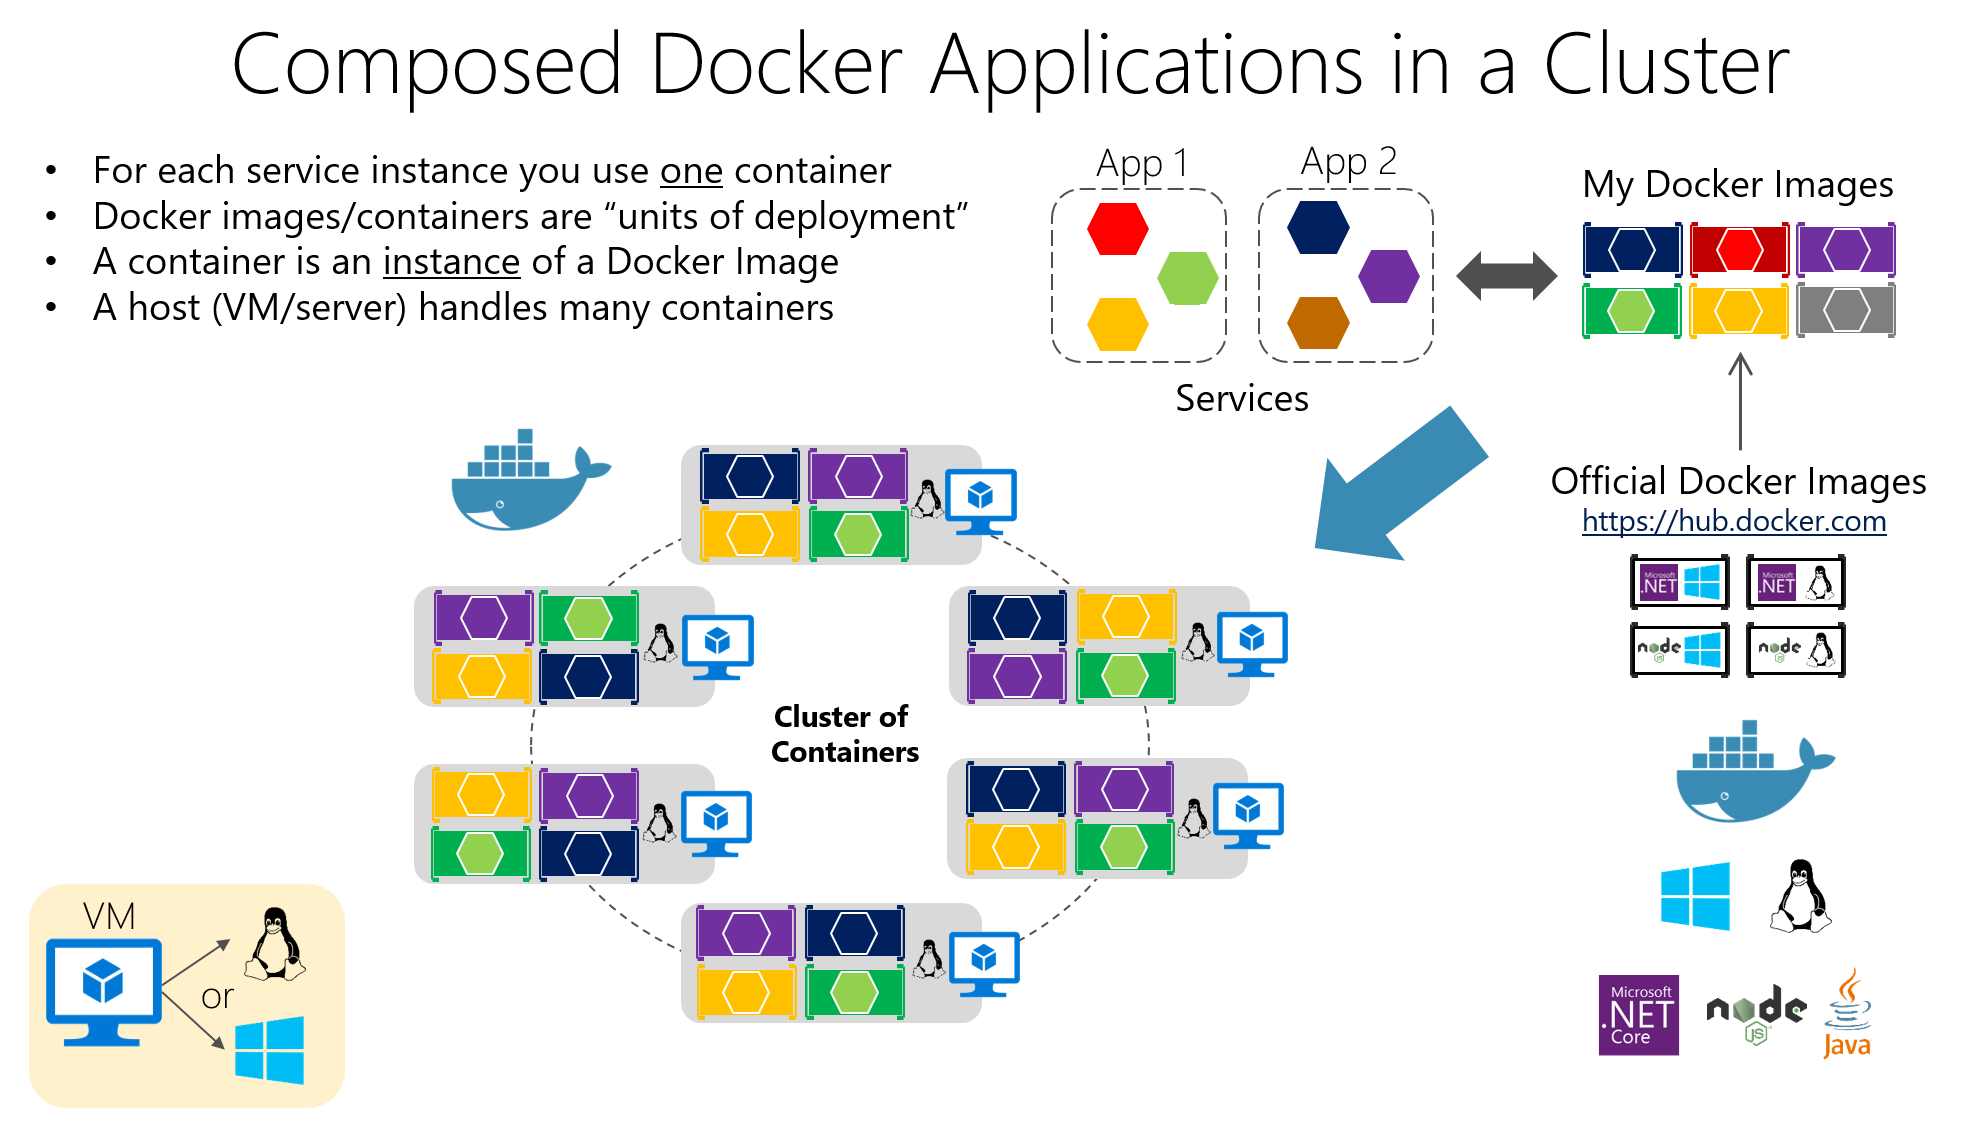 Composed Docker Applications in a Cluster
• For each service instance you use one container
• Docker images/containers are “units of deployment”
• A container is an instance of a Docker Image
• A host (VM/server) handles many containers
App 1
App 2
Services
My Docker Images
Official Docker Images
https://hub.docker.com
Microsoft
.NET
Microsoft
.NET
node
JS
node
JS
Cluster of
Containers
VM
or
Microsoft
.NET
Core
node
JS
Java